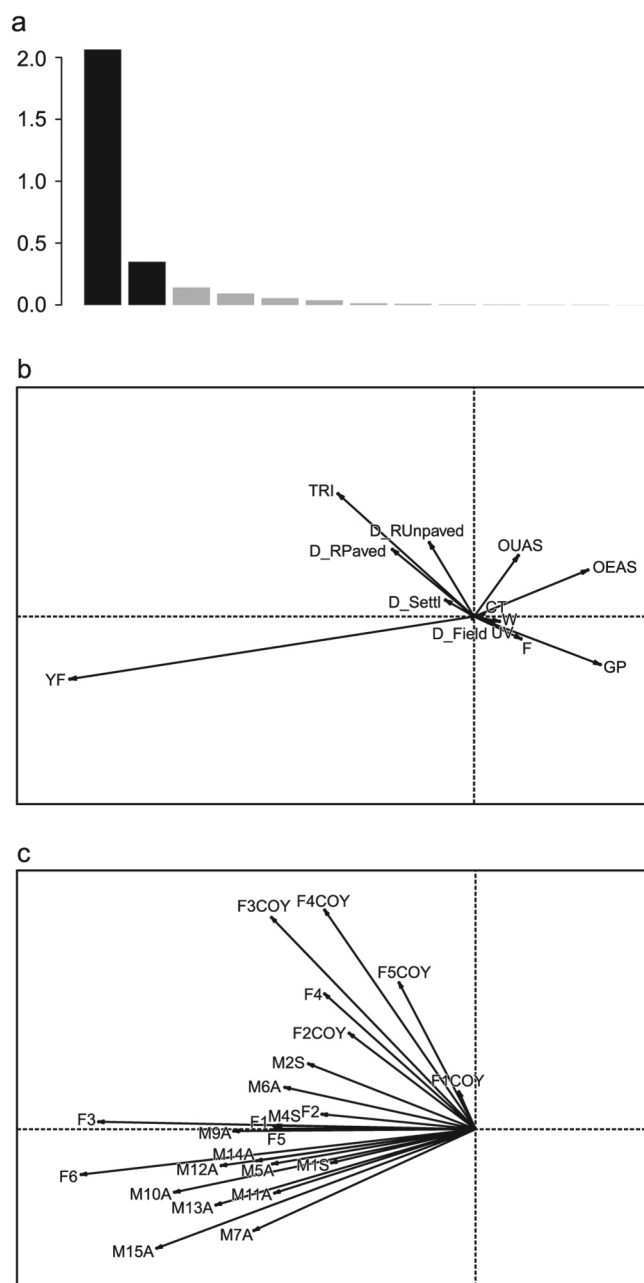 a
2.0
1.5
1.0
0.5
0.0
b
TRI
D_RUnpaved
D_RPaved
OUAS
OEAS
D_Settl
CT
W
D_Field
UV
F
GP
YF
c
F3COY
F4COY
F5COY
F4
F2COY
M2S
M6A
F1COY
F3
F1
M4S
F2
M9A
F5
M14A
M12A
M5A
M1S
F6
M10A
M11A
M13A
M7A
M15A